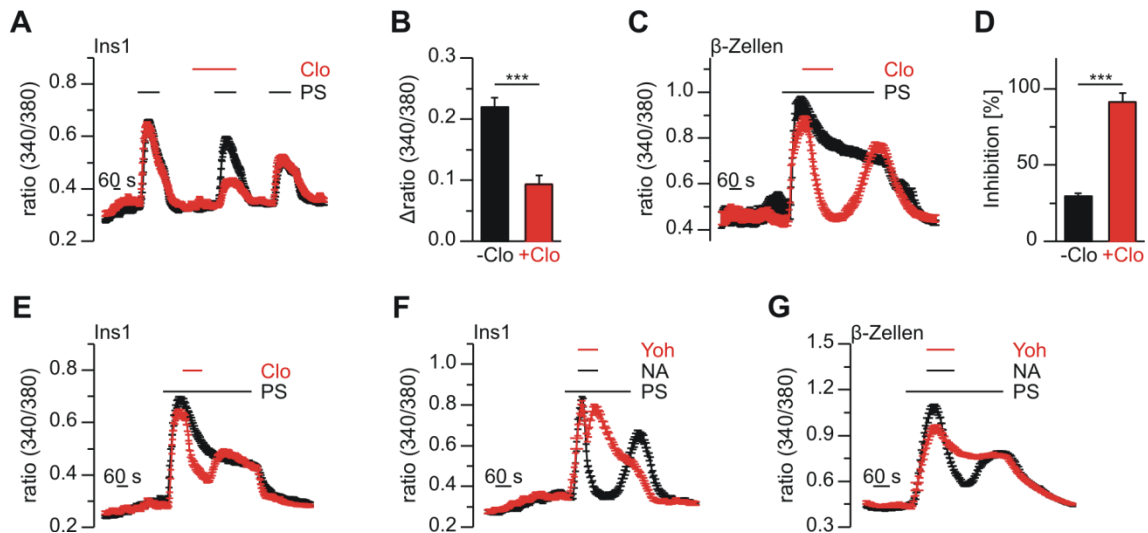 A
Ins1
Clo
PS
60 s
ratio (340/380)
0.8
0.6
0.4
0.2
B
***
Δratio (340/380)
0.3
0.2
0.1
0.0
-Clo +Clo
C
β-Zellen
Clo
PS
60 s
ratio (340/380)
1.0
0.8
0.6
0.4
D
***
Inhibition [%]
100
50
0
-Clo +Clo
E
Ins1
Clo
PS
60 s
ratio (340/380)
0.8
0.6
0.4
0.2
F
Ins1
Yoh
NA
PS
60 s
ratio (340/380)
1.0
0.8
0.6
0.4
0.2
G
β-Zellen
Yoh
NA
PS
60 s
ratio (340/380)
1.5
1.2
0.9
0.6
0.3